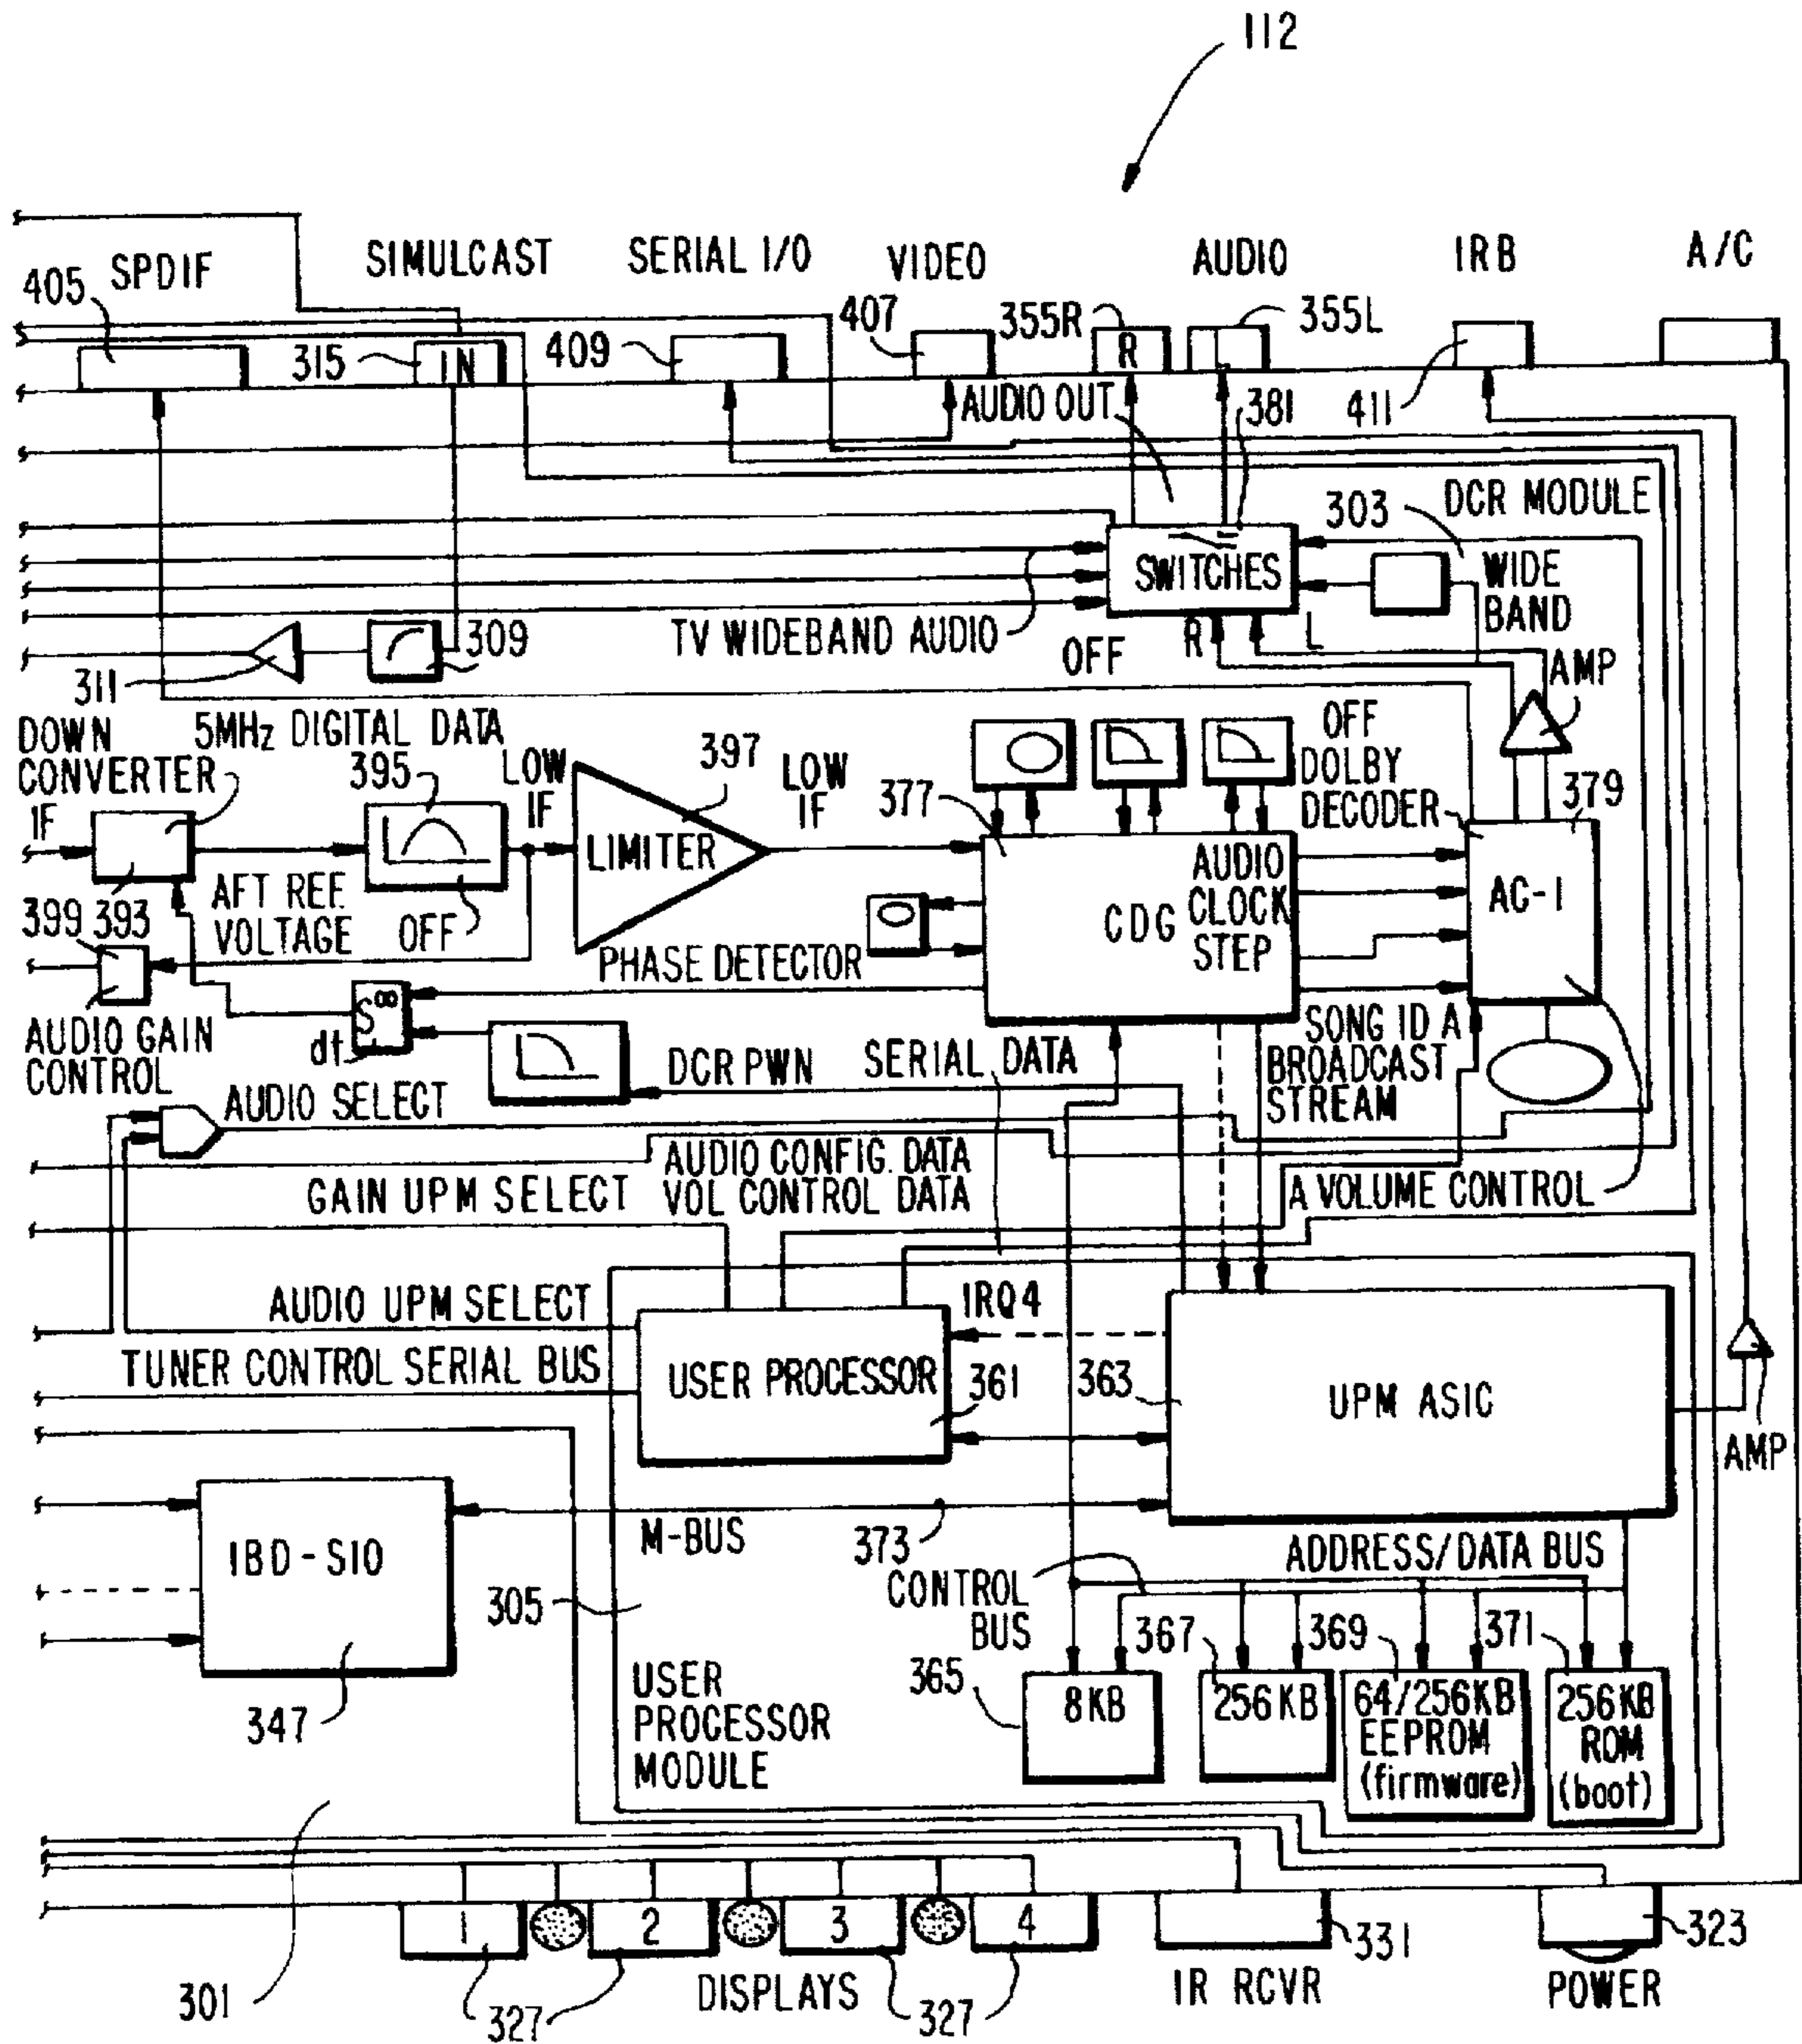 112
SPDIF
SIMULCAST
SERIAL I/O
VIDEO
AUDIO
IRB
A/C
405
315
IN
409
407
355R
R
355L
411
AUDIO OUT
381
DCR MODULE
303
SWITCHES
WIDE
BAND
TV WIDEBAND AUDIO
OFF
R
L
AMP
311
309
DOWN
CONVERTER
5MHz DIGITAL DATA
395
LOW
IF
397
LOW
IF
377
OFF
DOLBY
DECODER
379
IF
LIMITER
AUDIO
CLOCK
STEP
CDG
AC-1
399
393
AFT REF.
VOLTAGE
OFF
PHASE DETECTOR
S∞
dt
AUDIO GAIN
CONTROL
DCR PWN
SERIAL DATA
SONG ID A
BROADCAST
STREAM
AUDIO SELECT
AUDIO CONFIG. DATA
VOL CONTROL DATA
GAIN UPM SELECT
A VOLUME CONTROL
AUDIO UPM SELECT
IRQ4
TUNER CONTROL SERIAL BUS
USER PROCESSOR
361
363
UPM ASIC
AMP
IBD-SIO
M-BUS
373
ADDRESS/DATA BUS
CONTROL
BUS
305
347
365
367
369
371
8KB
256KB
64/256KB
EEPROM
(firmware)
256KB
ROM
(boot)
USER
PROCESSOR
MODULE
1
2
3
4
301
327
DISPLAYS
327
331
IR RCVR
323
POWER